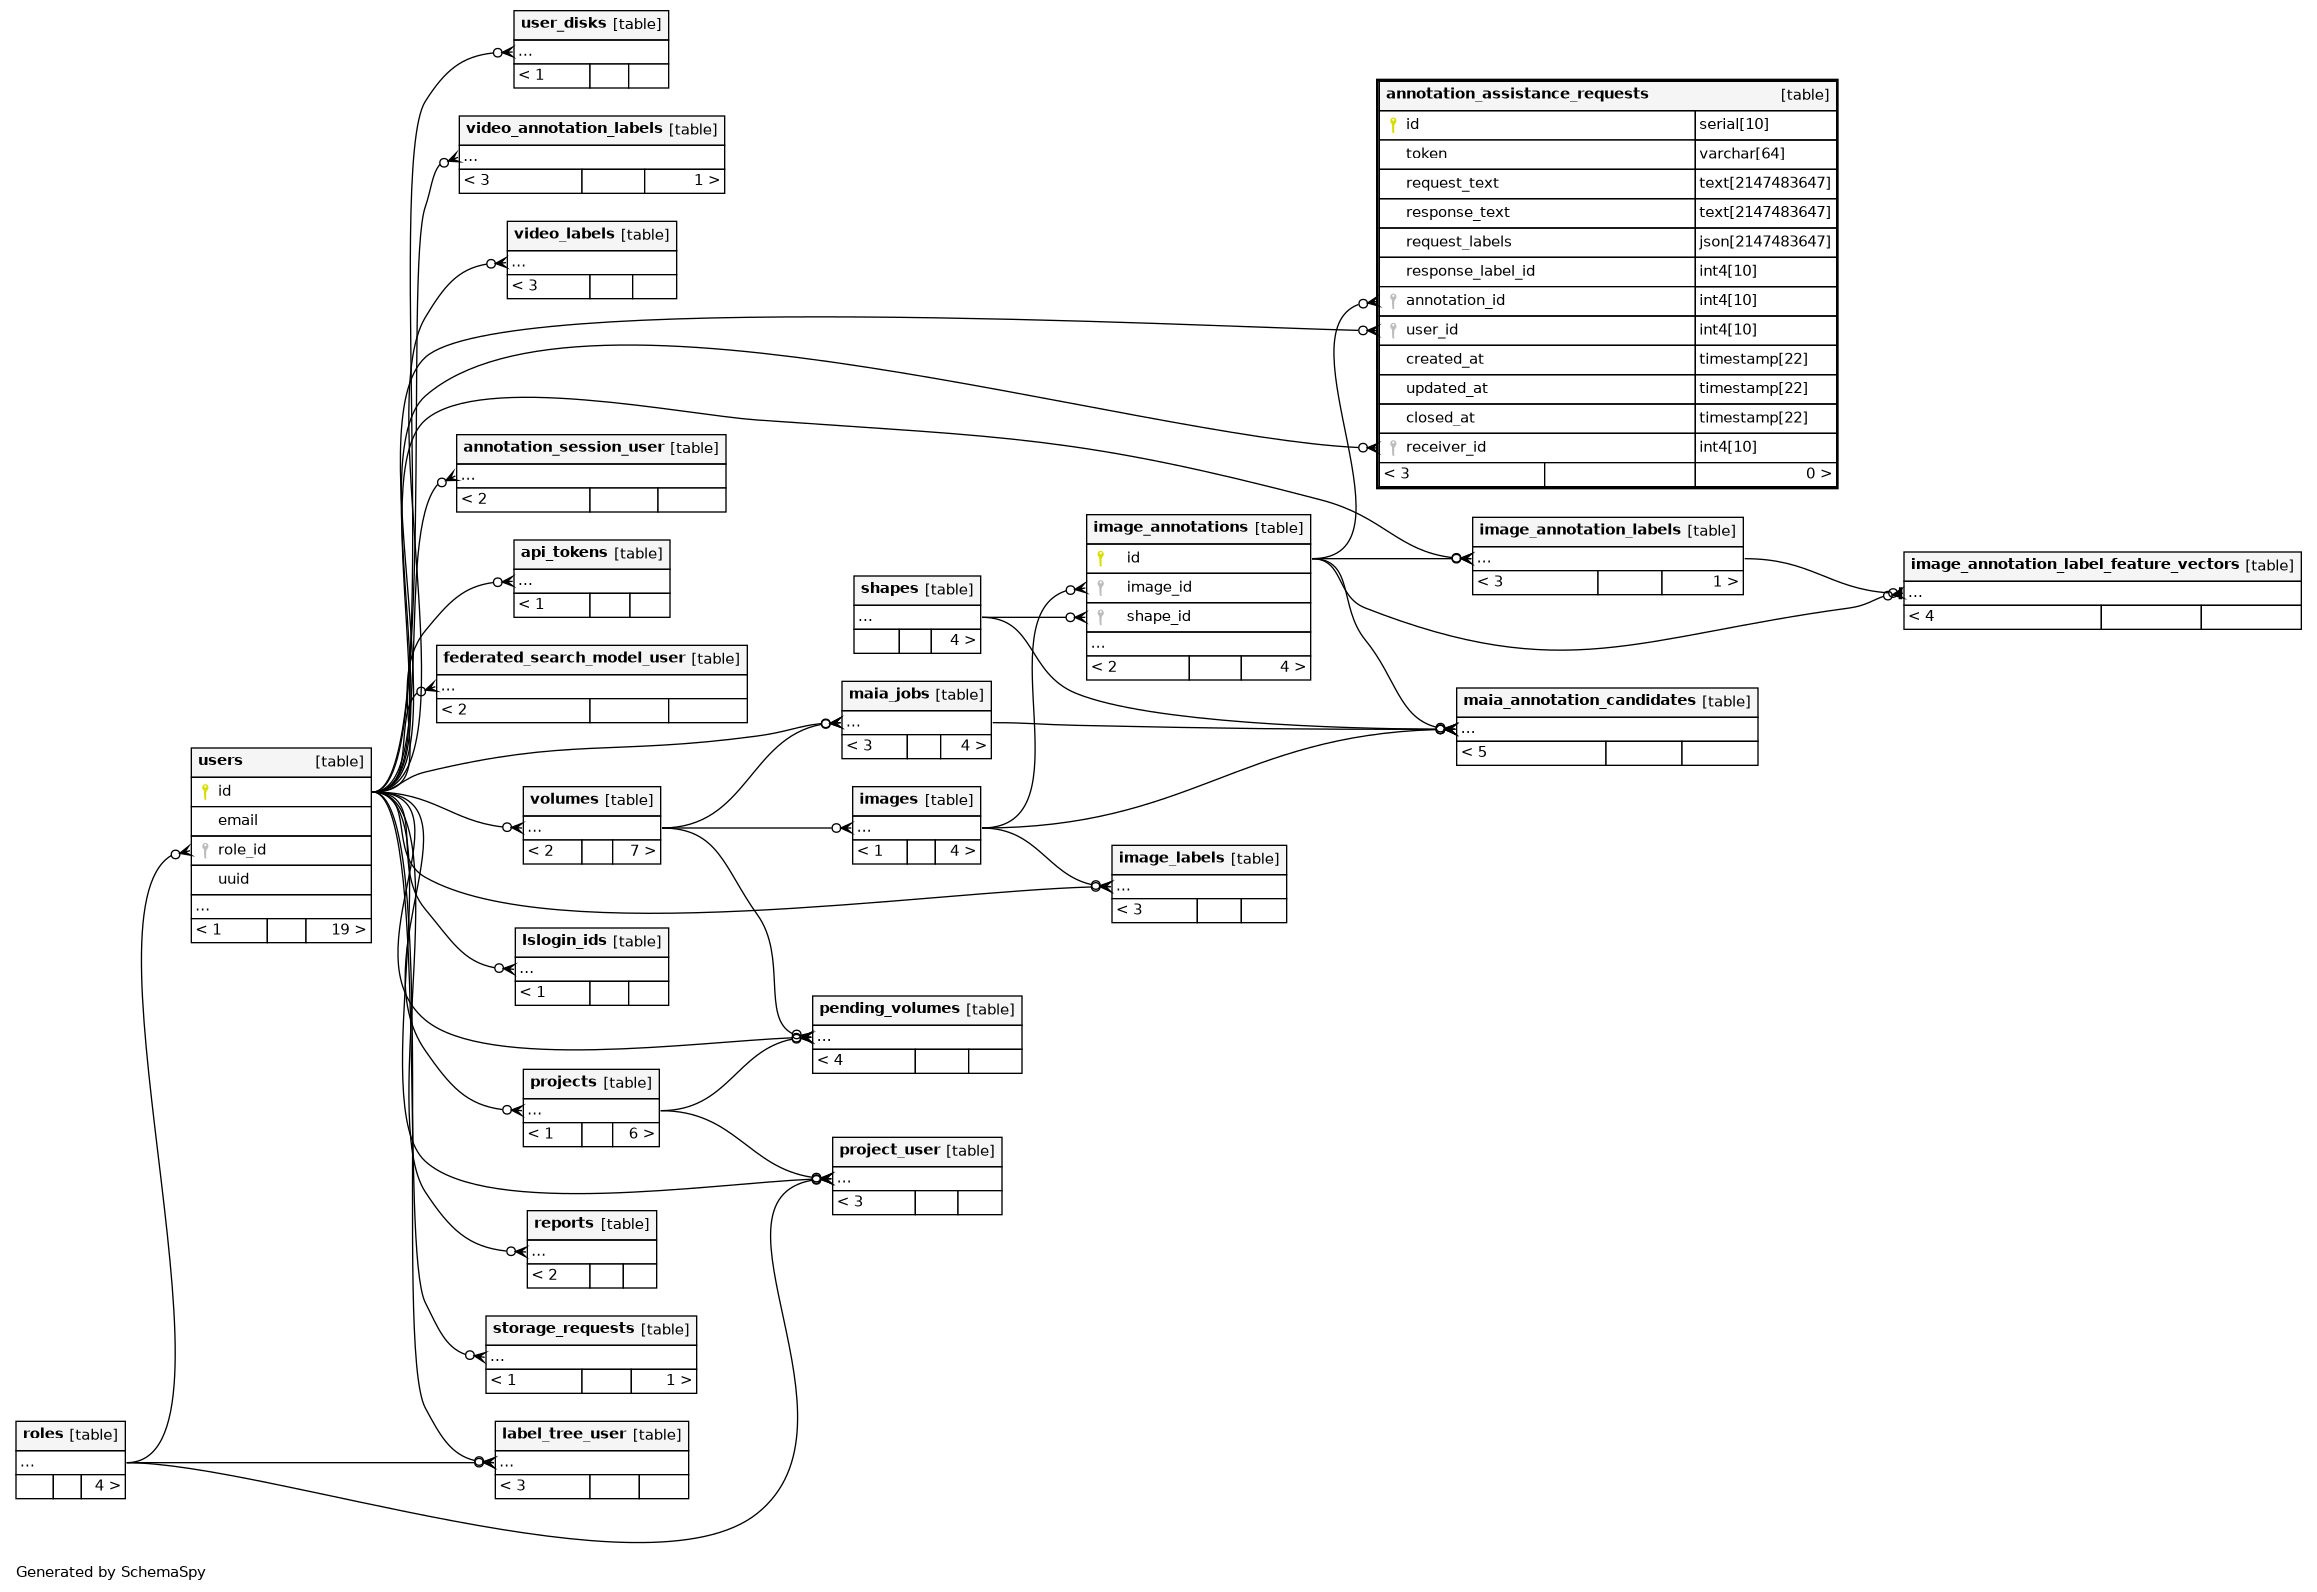 user_disks [table]
...
< 1
video_annotation_labels [table]
...
< 3 1 >
video_labels [table]
...
< 3
annotation_assistance_requests [table]
id serial[10]
token varchar[64]
request_text text[2147483647]
response_text text[2147483647]
request_labels json[2147483647]
response_label_id int4[10]
annotation_id int4[10]
user_id int4[10]
created_at timestamp[22]
updated_at timestamp[22]
closed_at timestamp[22]
receiver_id int4[10]
< 3 0 >
annotation_session_user [table]
...
< 2
api_tokens [table]
...
< 1
federated_search_model_user [table]
...
< 2
shapes [table]
...
4 >
image_annotations [table]
id
image_id
shape_id
...
< 2 4 >
image_annotation_labels [table]
...
< 3 1 >
image_annotation_label_feature_vectors [table]
...
< 4
maia_jobs [table]
...
< 3 4 >
maia_annotation_candidates [table]
...
< 5
users [table]
id
email
role_id
uuid
...
< 1 19 >
volumes [table]
...
< 2 7 >
images [table]
...
< 1 4 >
image_labels [table]
...
< 3
lslogin_ids [table]
...
< 1
pending_volumes [table]
...
< 4
projects [table]
...
< 1 6 >
project_user [table]
...
< 3
reports [table]
...
< 2
storage_requests [table]
...
< 1 1 >
roles [table]
...
4 >
label_tree_user [table]
...
< 3
Generated by SchemaSpy